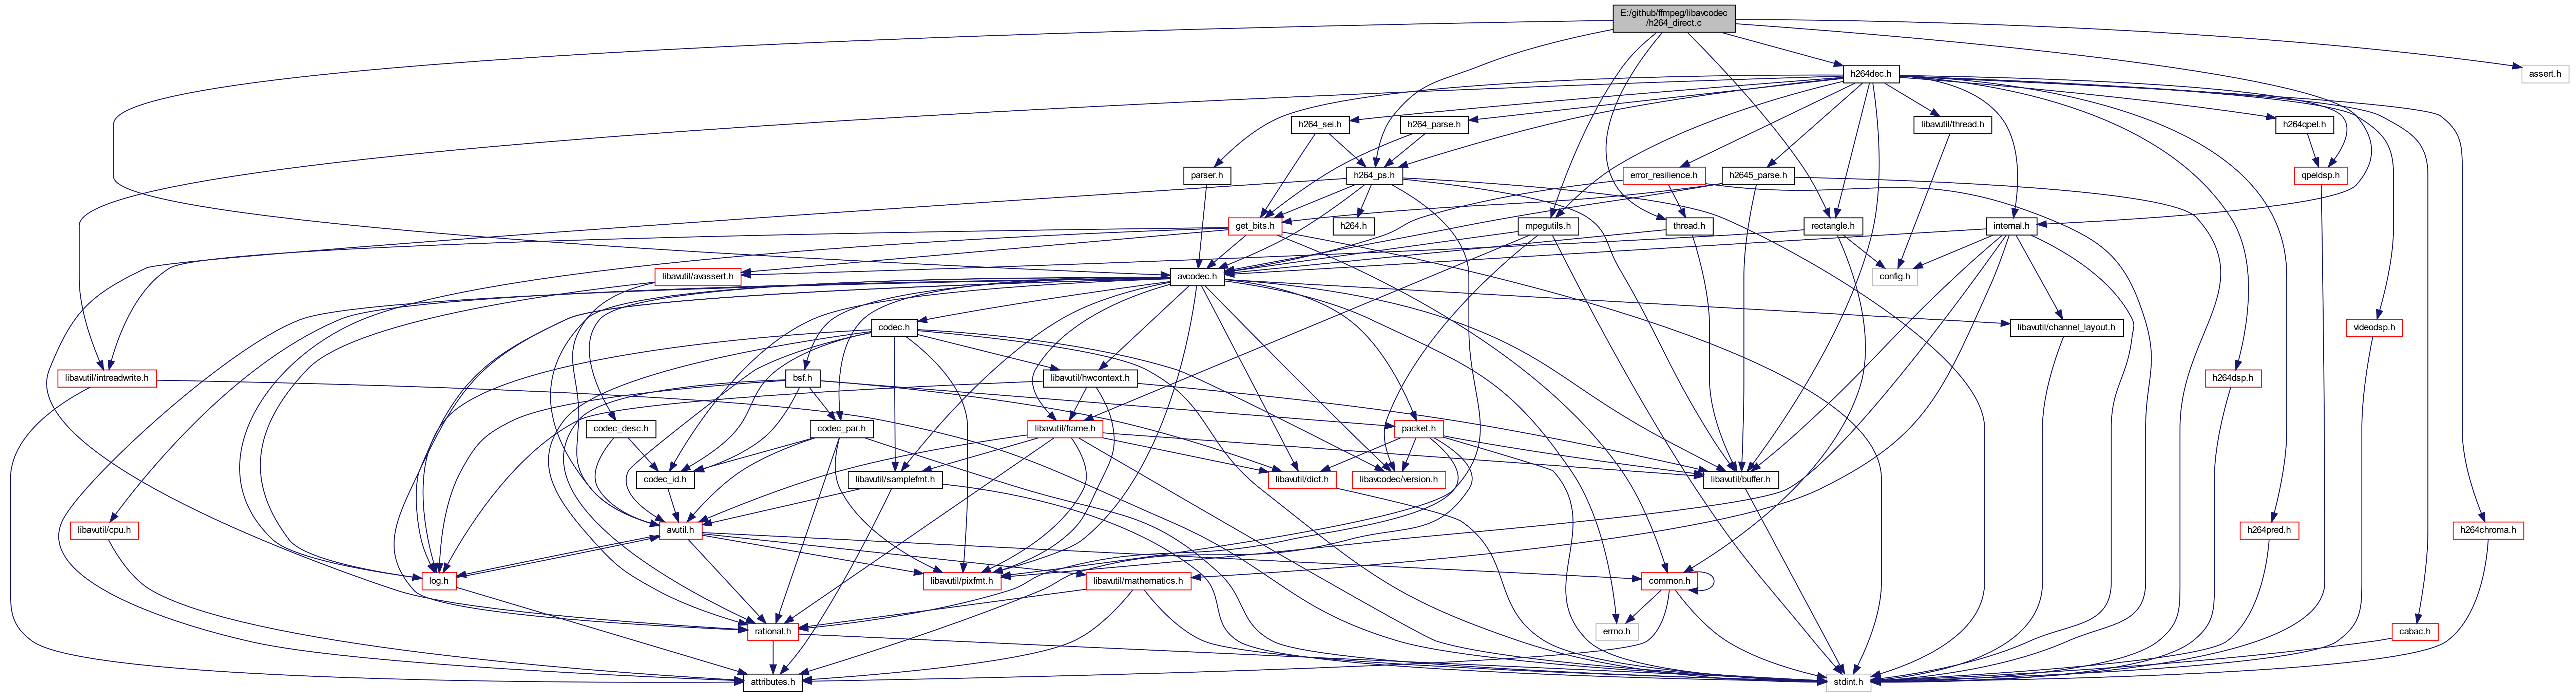 E:/github/ffmpeg/libavcodec
/h264_direct.c
h264dec.h
assert.h
h264_sei.h
h264_parse.h
libavutil/thread.h
h264qpel.h
parser.h
h264_ps.h
error_resilience.h
h2645_parse.h
qpeldsp.h
get_bits.h
h264.h
mpegutils.h
thread.h
rectangle.h
internal.h
libavutil/avassert.h
avcodec.h
config.h
codec.h
libavutil/channel_layout.h
videodsp.h
libavutil/intreadwrite.h
bsf.h
libavutil/hwcontext.h
h264dsp.h
codec_desc.h
codec_par.h
libavutil/frame.h
packet.h
codec_id.h
libavutil/samplefmt.h
libavutil/dict.h
libavcodec/version.h
libavutil/buffer.h
libavutil/cpu.h
avutil.h
h264pred.h
h264chroma.h
log.h
libavutil/pixfmt.h
libavutil/mathematics.h
common.h
rational.h
errno.h
cabac.h
attributes.h
stdint.h